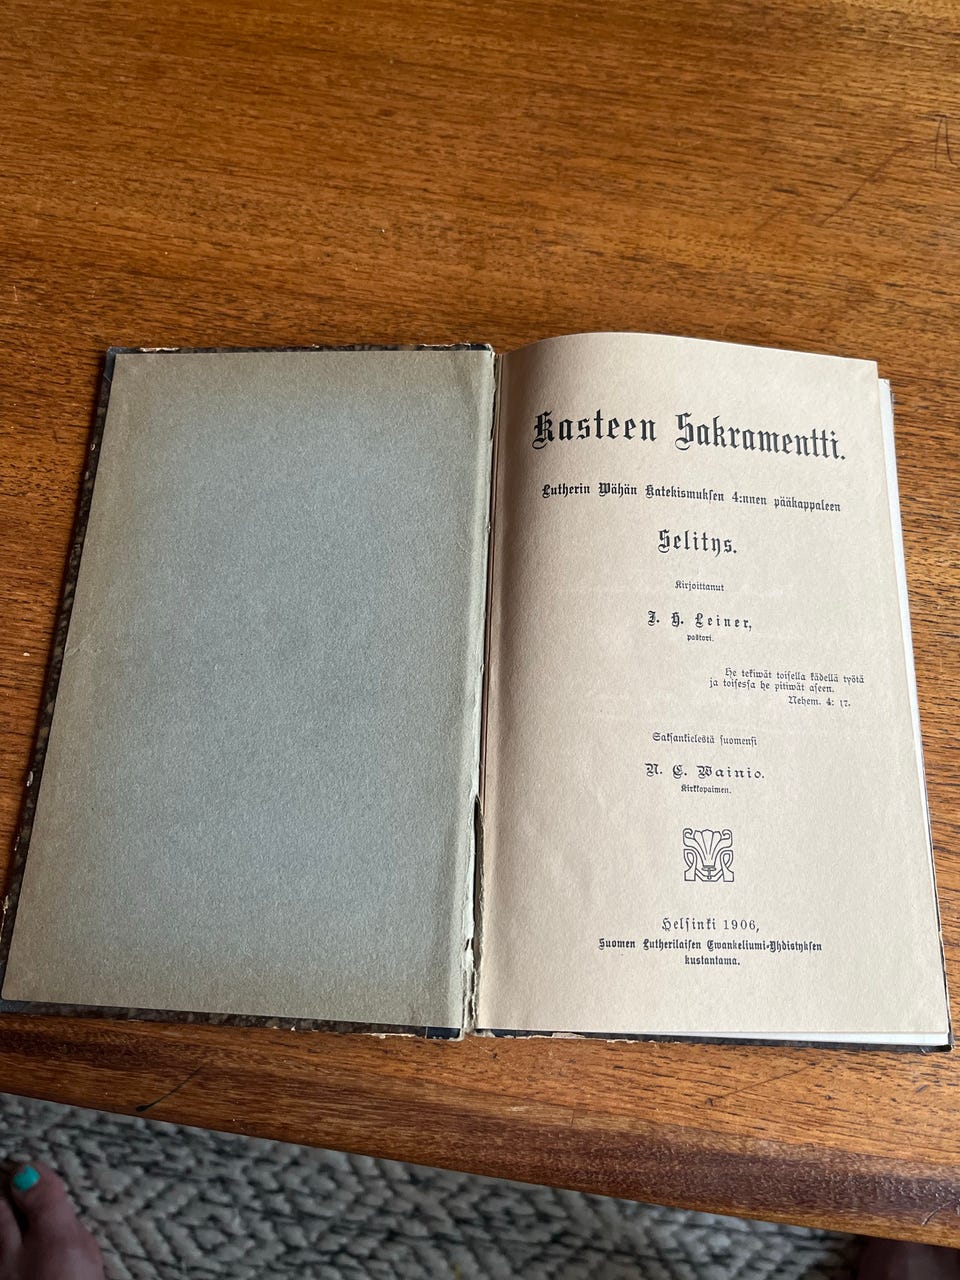 Kasteen Sakramentti.
Lutherin Wähän Katekismuksen 4:nnen pääkappaleen
Selitys.
Kirjoittanut
J. H. Leiner,
pastori.
He tekiwät toisella kädellä työtä
ja toisessa he pitiwät aseen.
Nehem. 4: 17.
Saksankielestä suomensi
N. C. Wainio.
Kirkkopaimen.
Helsinki 1906,
Suomen Lutherilaisen Ewankeliumi-Yhdistyksen
kustantama.